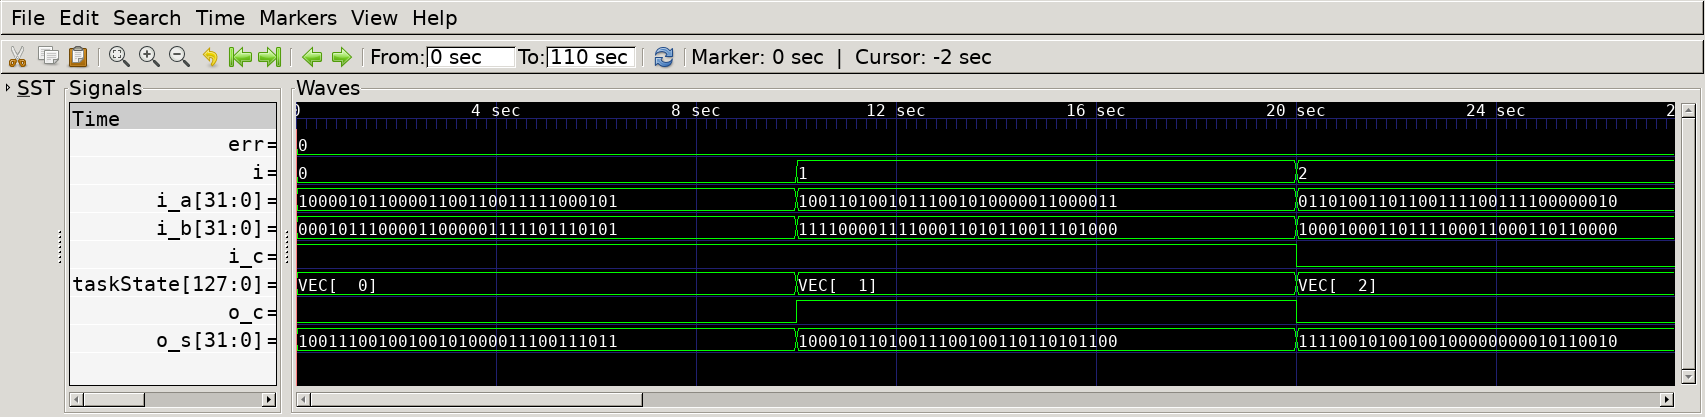 File Edit Search Time Markers View Help
From: 0 sec To: 110 sec Marker: 0 sec | Cursor: -2 sec
SST
Signals
Waves
Time
0 4 sec 8 sec 12 sec 16 sec 20 sec 24 sec 2
err= 0
i= 0 1 2
i_a[31:0]= 10000101100001100110011111000101 10011010010111001010000011000011 01101001101100111100111100000010
i_b[31:0]= 00010111000011000001111101110101 11110000111100011010110011101000 10001000110111100011000110110000
i_c=
taskState[127:0]= VEC[ 0] VEC[ 1] VEC[ 2]
o_c=
o_s[31:0]= 10011100100100101000011100111011 10001011010011100100110110101100 11110010100100100000000010110010